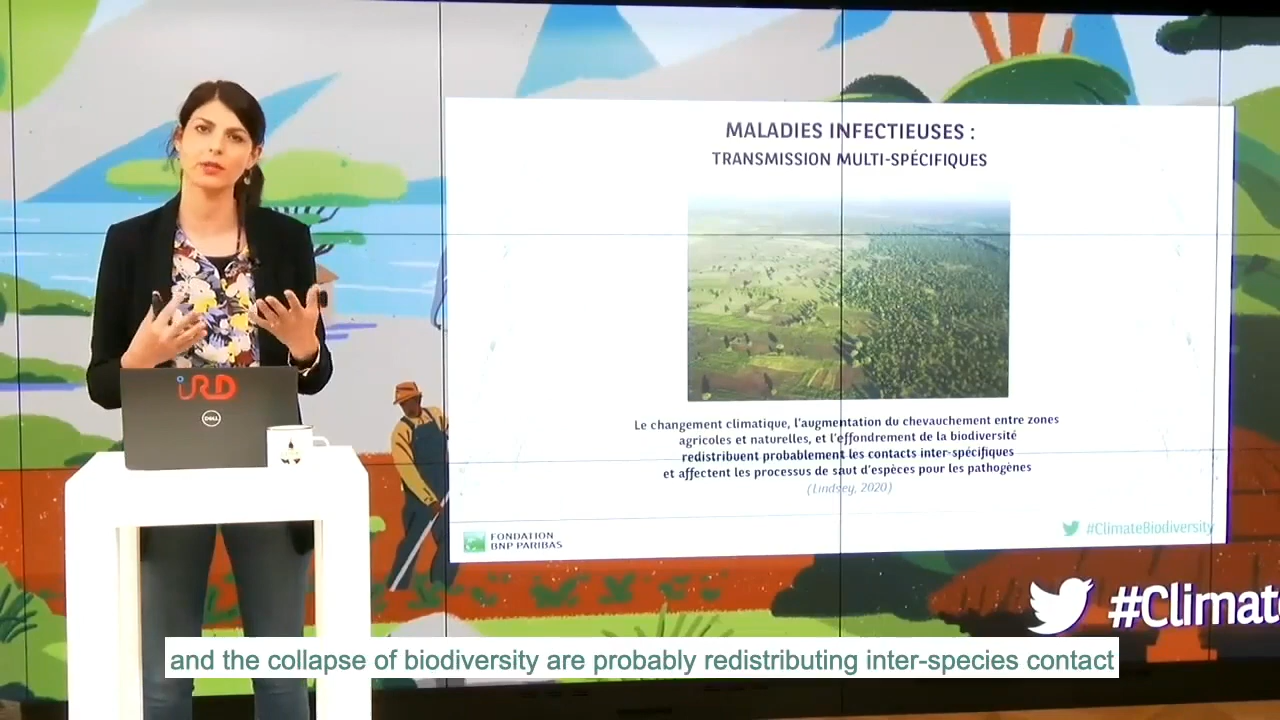 MALADIES INFECTIEUSES :
TRANSMISSION MULTI-SPÉCIFIQUES
Le changement climatique, l'augmentation du chevauchement entre zones
agricoles et naturelles, et l'effondrement de la biodiversité
redistribuent probablement les contacts inter-spécifiques
et affectent les processus de saut d'espèces pour les pathogènes
(Lindsey, 2020)
FONDATION
BNP PARIBAS
#ClimateBiodiversity
iRD
DELL
#Climat
and the collapse of biodiversity are probably redistributing inter-species contact